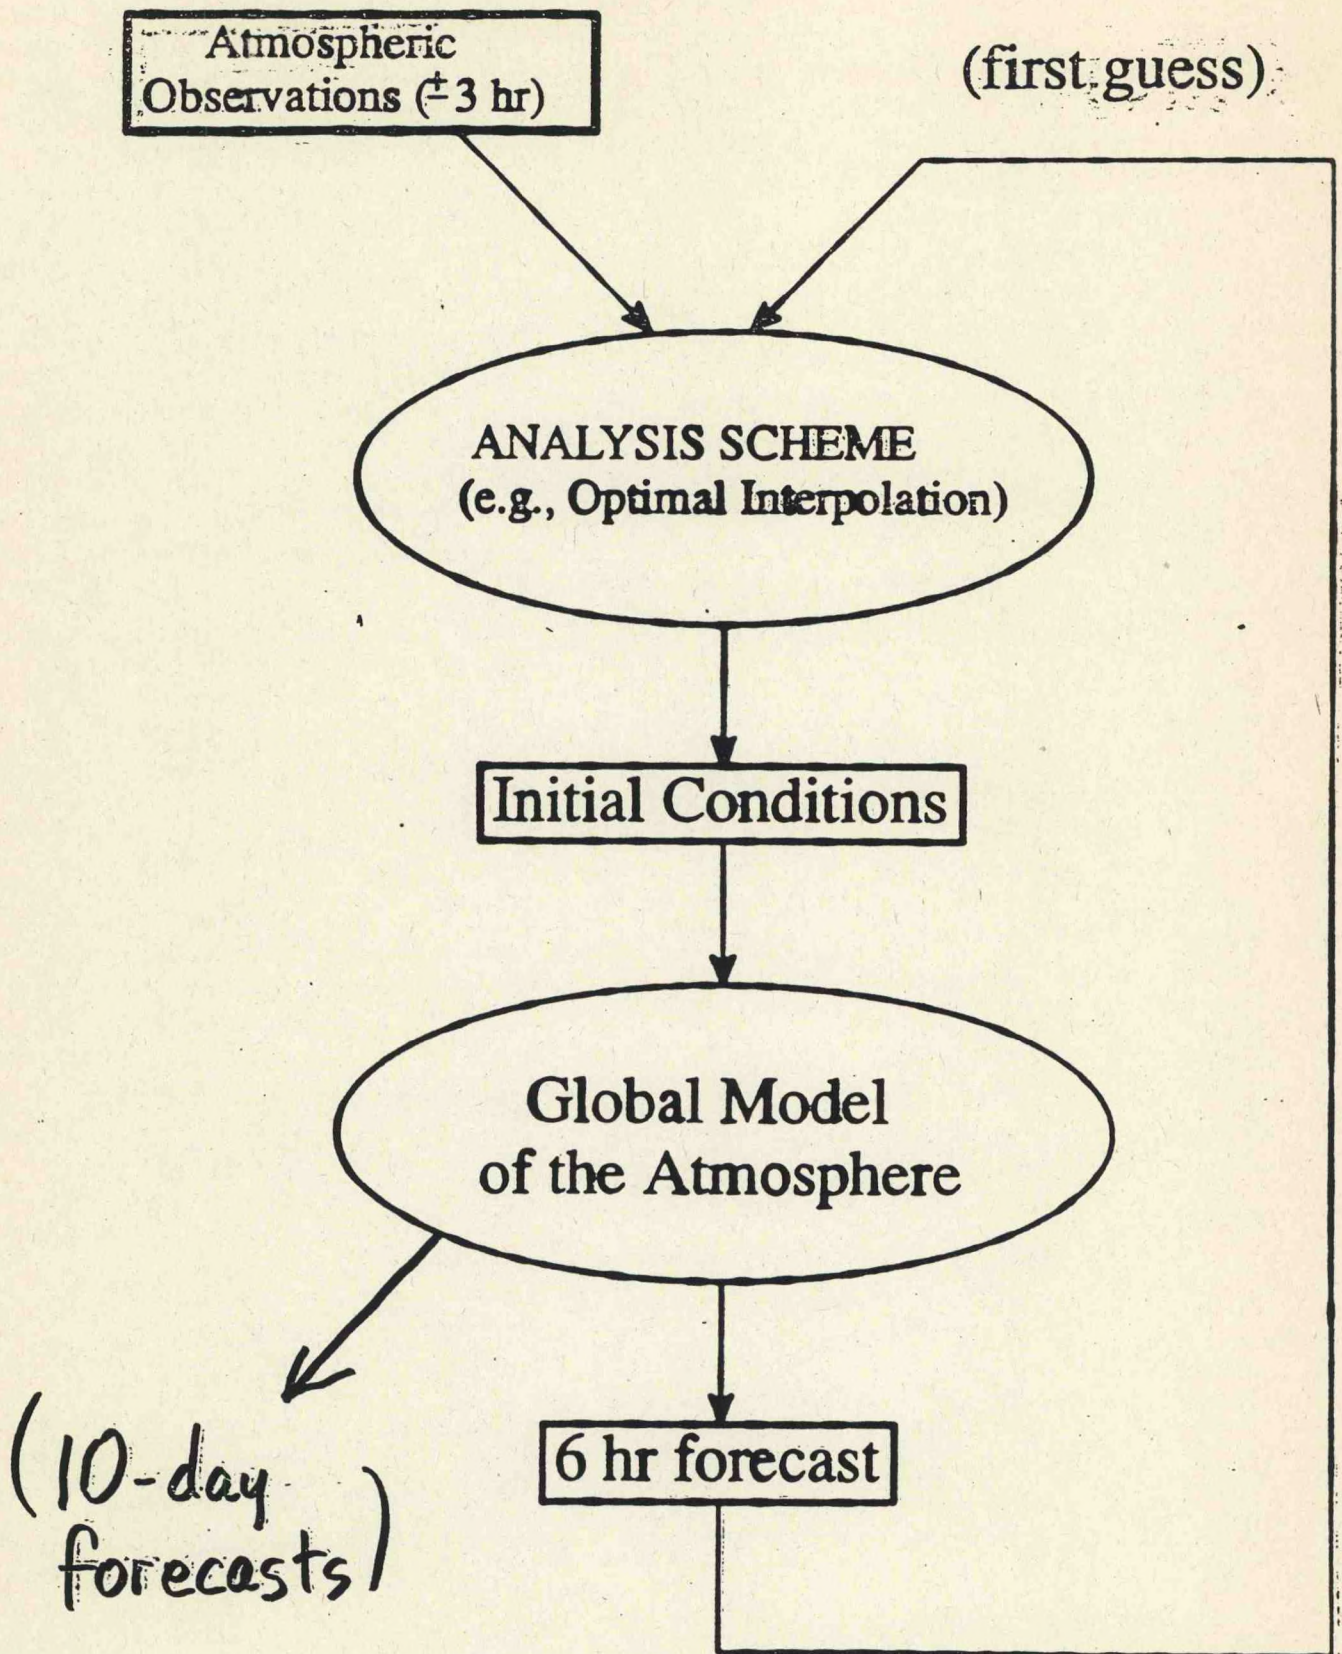 Atmospheric
Observations (±3 hr)
(first guess)
ANALYSIS SCHEME
(e.g., Optimal Interpolation)
Initial Conditions
Global Model
of the Atmosphere
6 hr forecast
(10-day
forecasts)